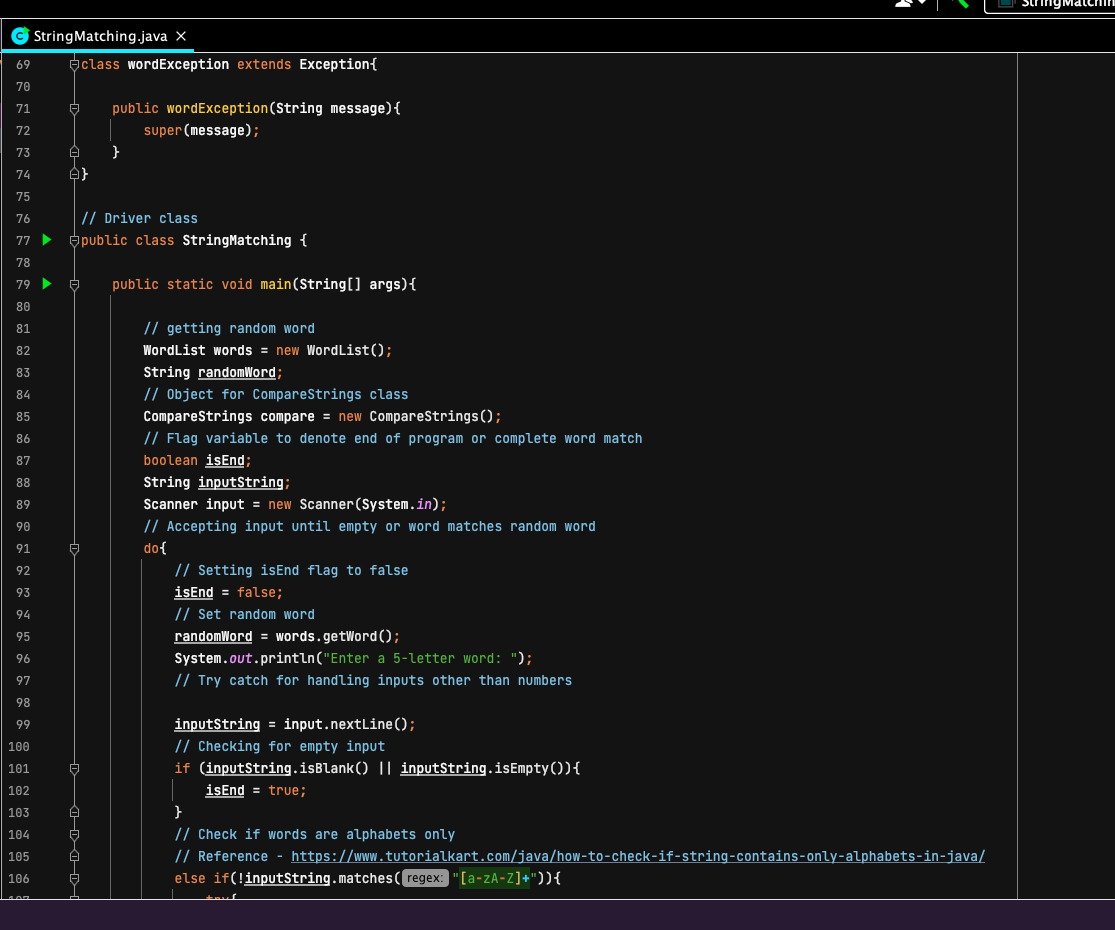 StringMatchin
StringMatching.java
69 class wordException extends Exception{
70
71 public wordException(String message){
72 super(message);
73 }
74 }
75
76 // Driver class
77 public class StringMatching {
78
79 public static void main(String[] args){
80
81 // getting random word
82 WordList words = new WordList();
83 String randomWord;
84 // Object for CompareStrings class
85 CompareStrings compare = new CompareStrings();
86 // Flag variable to denote end of program or complete word match
87 boolean isEnd;
88 String inputString;
89 Scanner input = new Scanner(System.in);
90 // Accepting input until empty or word matches random word
91 do{
92 // Setting isEnd flag to false
93 isEnd = false;
94 // Set random word
95 randomWord = words.getWord();
96 System.out.println("Enter a 5-letter word: ");
97 // Try catch for handling inputs other than numbers
98
99 inputString = input.nextLine();
100 // Checking for empty input
101 if (inputString.isBlank() || inputString.isEmpty()){
102 isEnd = true;
103 }
104 // Check if words are alphabets only
105 // Reference - https://www.tutorialkart.com/java/how-to-check-if-string-contains-only-alphabets-in-java/
106 else if(!inputString.matches( regex: "[a-zA-Z]+")){
107 try{